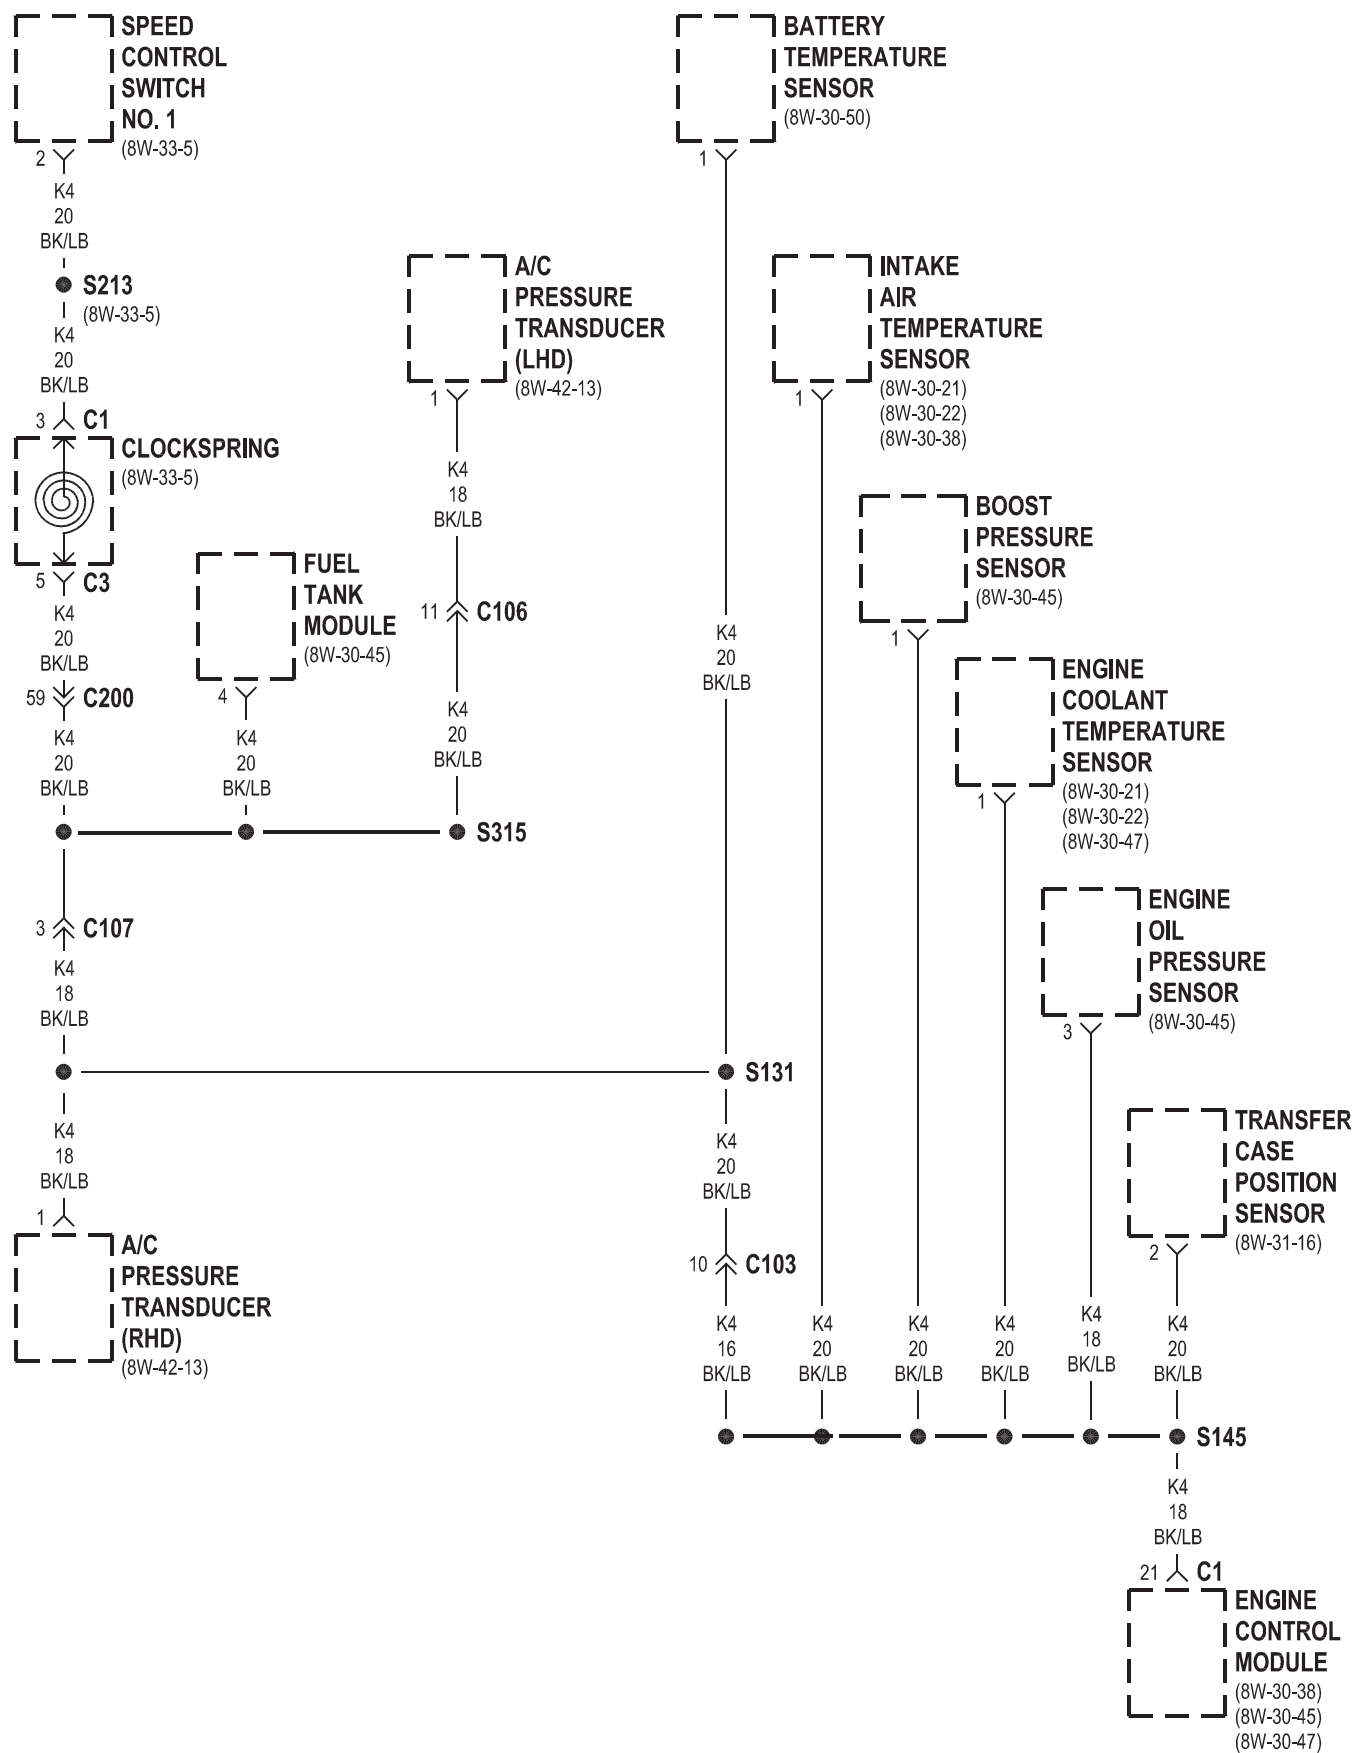 SPEED
CONTROL
SWITCH
NO. 1
(8W-33-5)
2
K4
20
BK/LB
S213
(8W-33-5)
K4
20
BK/LB
3
C1
CLOCKSPRING
(8W-33-5)
5
C3
K4
20
BK/LB
59
C200
K4
20
BK/LB
FUEL
TANK
MODULE
(8W-30-45)
4
K4
20
BK/LB
A/C
PRESSURE
TRANSDUCER
(LHD)
(8W-42-13)
1
K4
18
BK/LB
11
C106
K4
20
BK/LB
S315
3
C107
K4
18
BK/LB
K4
18
BK/LB
1
A/C
PRESSURE
TRANSDUCER
(RHD)
(8W-42-13)
BATTERY
TEMPERATURE
SENSOR
(8W-30-50)
1
K4
20
BK/LB
S131
K4
20
BK/LB
10
C103
K4
16
BK/LB
INTAKE
AIR
TEMPERATURE
SENSOR
(8W-30-21)
(8W-30-22)
(8W-30-38)
1
K4
20
BK/LB
BOOST
PRESSURE
SENSOR
(8W-30-45)
1
K4
20
BK/LB
ENGINE
COOLANT
TEMPERATURE
SENSOR
(8W-30-21)
(8W-30-22)
(8W-30-47)
1
K4
20
BK/LB
ENGINE
OIL
PRESSURE
SENSOR
(8W-30-45)
3
K4
18
BK/LB
TRANSFER
CASE
POSITION
SENSOR
(8W-31-16)
2
K4
20
BK/LB
S145
K4
18
BK/LB
21
C1
ENGINE
CONTROL
MODULE
(8W-30-38)
(8W-30-45)
(8W-30-47)